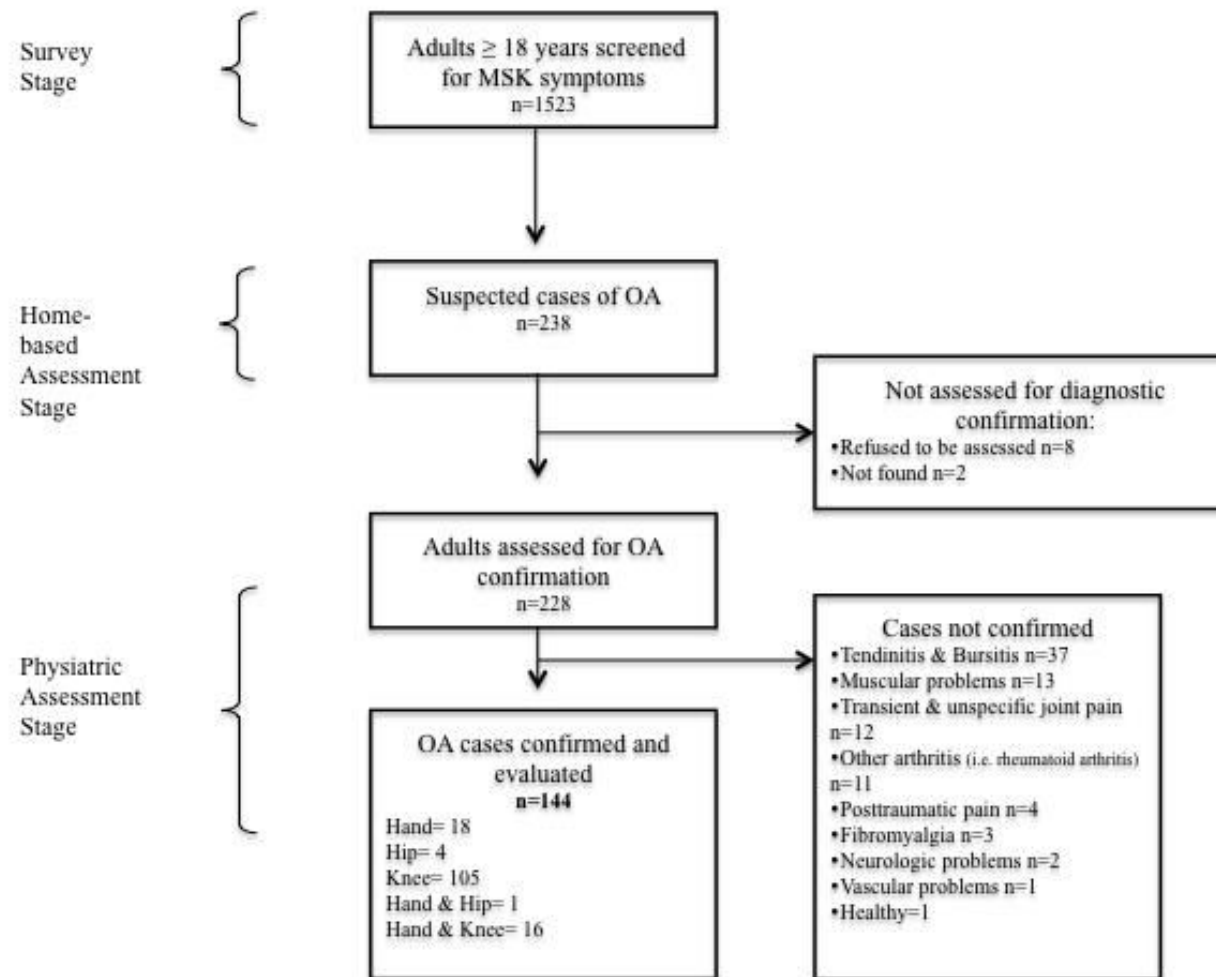 Survey
Stage
Adults ≥ 18 years screened
for MSK symptoms
n=1523
Home-
based
Assessment
Stage
Suspected cases of OA
n=238
Not assessed for diagnostic
confirmation:
•Refused to be assessed n=8
•Not found n=2
Adults assessed for OA
confirmation
n=228
Physiatric
Assessment
Stage
Cases not confirmed
•Tendinitis & Bursitis n=37
•Muscular problems n=13
•Transient & unspecific joint pain
n=12
•Other arthritis (i.e. rheumatoid arthritis)
n=11
•Posttraumatic pain n=4
•Fibromyalgia n=3
•Neurologic problems n=2
•Vascular problems n=1
•Healthy=1
OA cases confirmed and
evaluated
n=144
Hand= 18
Hip= 4
Knee= 105
Hand & Hip= 1
Hand & Knee= 16